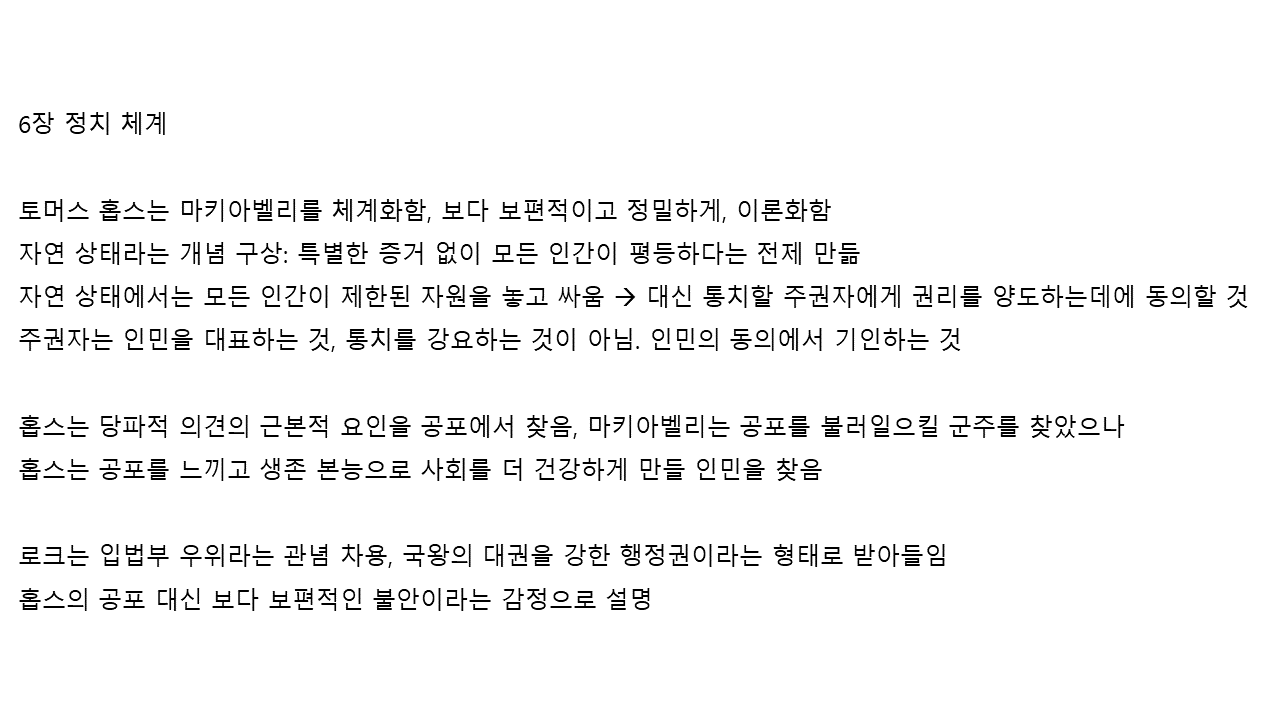 6장 정치 체계
토머스 홉스는 마키아벨리를 체계화함, 보다 보편적이고 정밀하게, 이론화함
자연 상태라는 개념 구상: 특별한 증거 없이 모든 인간이 평등하다는 전제 만듦
자연 상태에서는 모든 인간이 제한된 자원을 놓고 싸움 → 대신 통치할 주권자에게 권리를 양도하는데에 동의할 것
주권자는 인민을 대표하는 것, 통치를 강요하는 것이 아님. 인민의 동의에서 기인하는 것
홉스는 당파적 의견의 근본적 요인을 공포에서 찾음, 마키아벨리는 공포를 불러일으킬 군주를 찾았으나
홉스는 공포를 느끼고 생존 본능으로 사회를 더 건강하게 만들 인민을 찾음
로크는 입법부 우위라는 관념 차용, 국왕의 대권을 강한 행정권이라는 형태로 받아들임
홉스의 공포 대신 보다 보편적인 불안이라는 감정으로 설명